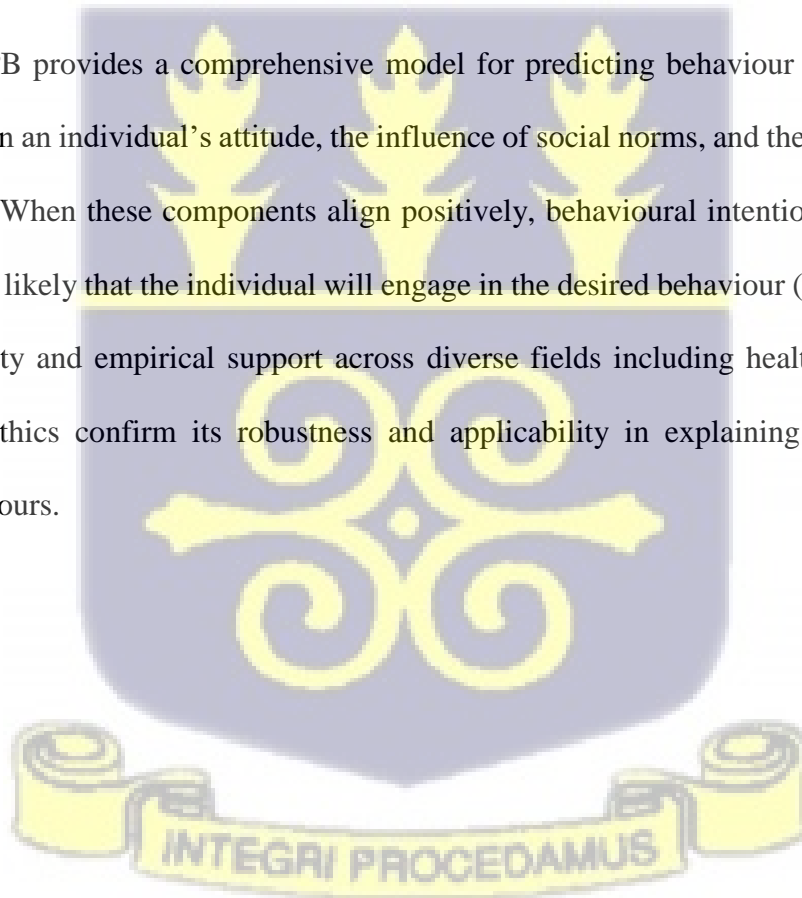 B provides a comprehensive model for predicting behaviour
n an individual’s attitude, the influence of social norms, and the
When these components align positively, behavioural intentio
likely that the individual will engage in the desired behaviour (
ty and empirical support across diverse fields including healt
thics confirm its robustness and applicability in explaining
ours.
INTEGRI PROCEDAMUS